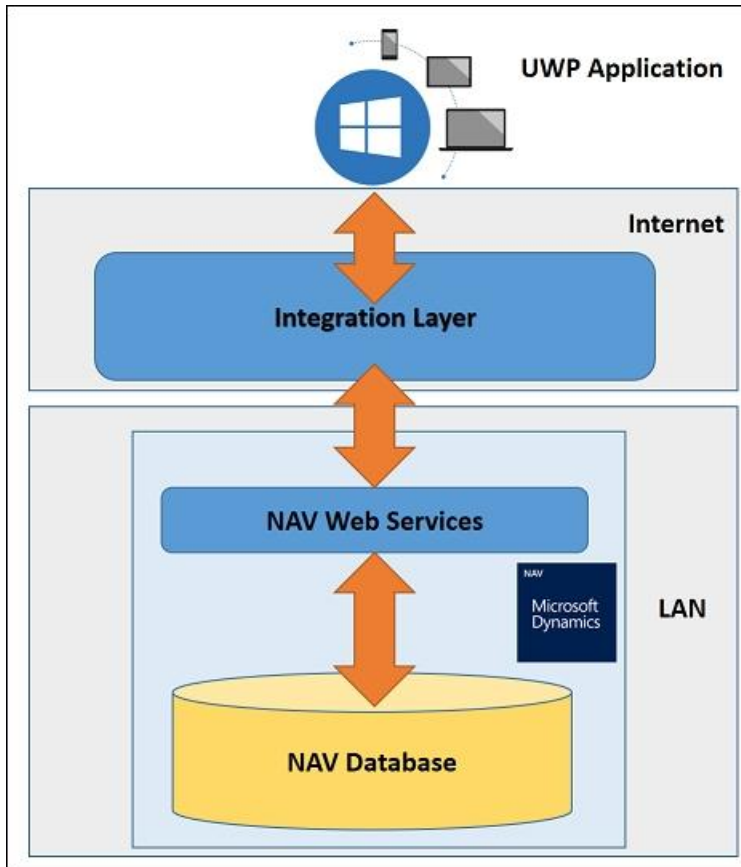 UWP Application
Internet
Integration Layer
NAV Web Services
NAV
Microsoft
Dynamics
LAN
NAV Database